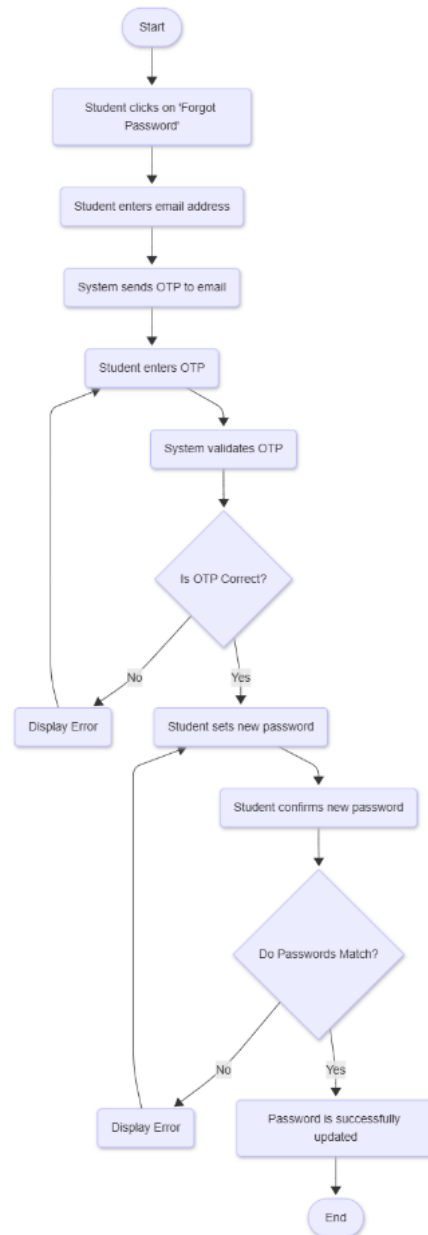 Start
Student clicks on 'Forgot
Password'
Student enters email address
System sends OTP to email
Student enters OTP
System validates OTP
Is OTP Correct?
No
Yes
Display Error
Student sets new password
Student confirms new password
Do Passwords Match?
No
Yes
Display Error
Password is successfully
updated
End